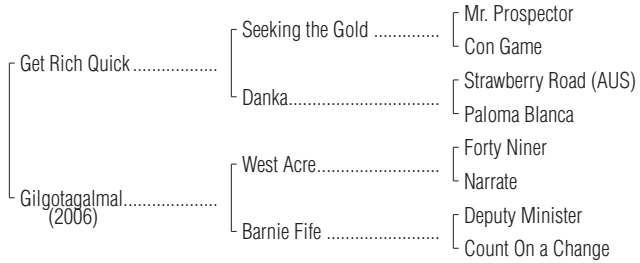 Mr. Prospector
Seeking the Gold ..............
Con Game
Get Rich Quick ..................
Strawberry Road (AUS)
Danka.................................
Paloma Blanca
Forty Niner
West Acre...........................
Narrate
Gilgotagalmal....................
(2006)
Deputy Minister
Barnie Fife ........................
Count On a Change